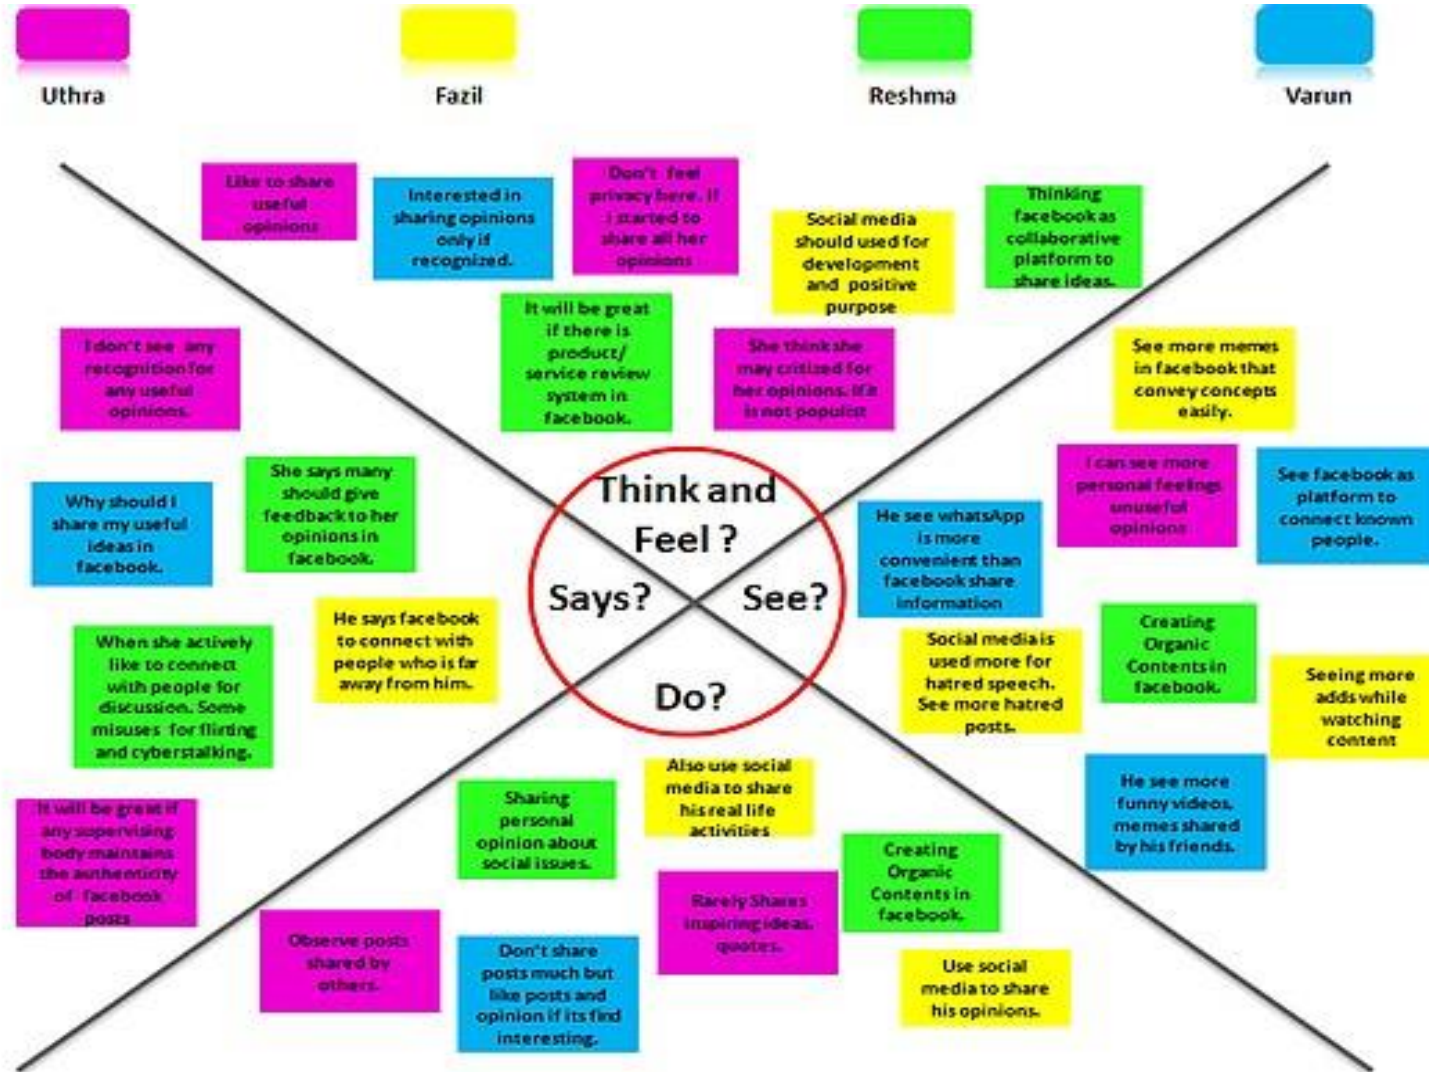 Uthra
Fazil
Reshma
Varun
Like to share
useful
opinions
Interested in
sharing opinions
only if
recognized.
Don't feel
privacy here. If
i started to
share all her
opinions
Social media
should used for
development
and positive
purpose
Thinking
facebook as
collaborative
platform to
share ideas.
It will be great
if there is
product/
service review
system in
facebook.
She think she
may critized for
her opinions. If it
is not populist
I don't see any
recognition for
any useful
opinions.
See more memes
in facebook that
convey concepts
easily.
Why should I
share my useful
ideas in
facebook.
She says many
should give
feedback to her
opinions in
facebook.
Think and
Feel ?
Says?
See?
Do?
I can see more
personal feelings
unuseful
opinions
See facebook as
platform to
connect known
people.
He see whatsApp
is more
convenient than
facebook share
information
When she actively
like to connect
with people for
discussion. Some
misuses for flirting
and cyberstalking.
He says facebook
to connect with
people who is far
away from him.
Social media is
used more for
hatred speech.
See more hatred
posts.
Creating
Organic
Contents in
facebook.
Seeing more
adds while
watching
content
He see more
funny videos,
memes shared
by his friends.
It will be great if
any supervising
body maintains
the authenticity
of facebook
posts
Sharing
personal
opinion about
social issues.
Also use social
media to share
his real life
activities
Creating
Organic
Contents in
facebook.
Rarely Shares
inspiring ideas,
quotes.
Observe posts
shared by
others.
Don't share
posts much but
like posts and
opinion if its find
interesting.
Use social
media to share
his opinions.